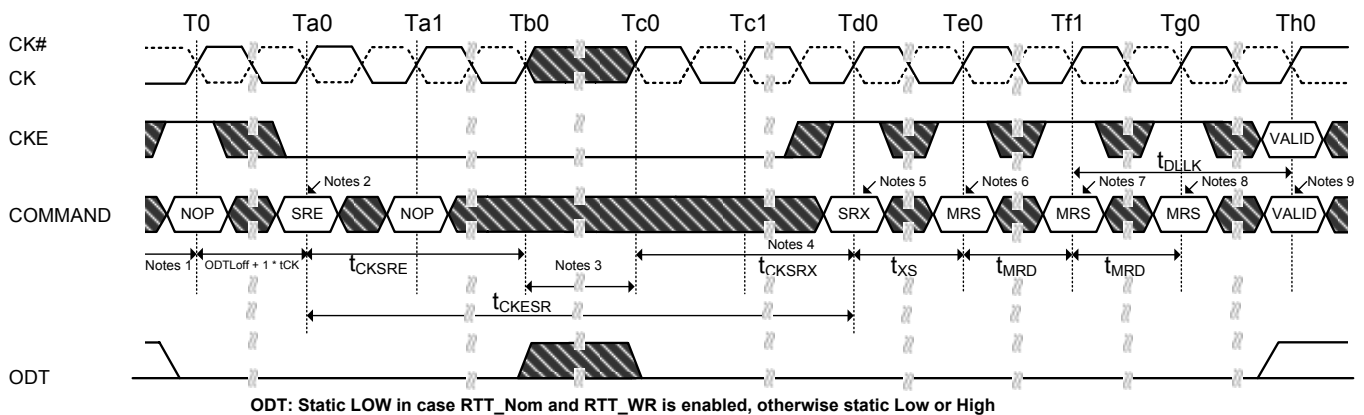 T0 Ta0 Ta1 Tb0 Tc0 Tc1 Td0 Te0 Tf1 Tg0 Th0
CK#
CK
CKE
VALID
tDLLK
Notes 2 Notes 5 Notes 6 Notes 7 Notes 8 Notes 9
COMMAND NOP SRE NOP SRX MRS MRS MRS VALID
Notes 1 ODTLoff + 1 * tCK tCKSRE Notes 3 Notes 4 tCKSRX tXS tMRD tMRD
tCKESR
ODT
ODT: Static LOW in case RTT_Nom and RTT_WR is enabled, otherwise static Low or High